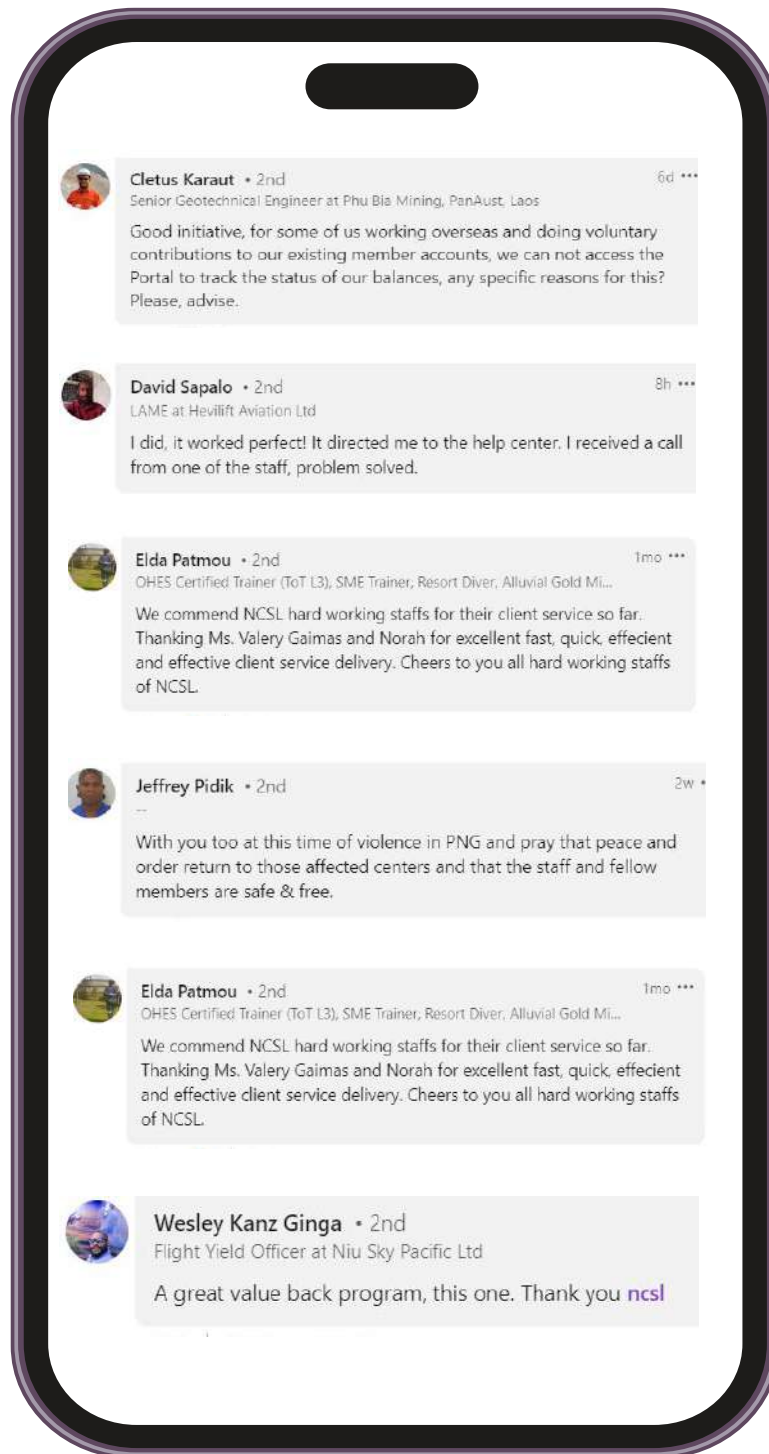 Cletus Karaut • 2nd
6d •••
Senior Geotechnical Engineer at Phu Bia Mining, PanAust, Laos
Good initiative, for some of us working overseas and doing voluntary
contributions to our existing member accounts, we can not access the
Portal to track the status of our balances, any specific reasons for this?
Please, advise.
David Sapalo • 2nd
8h •••
LAME at Hevilift Aviation Ltd
I did, it worked perfect! It directed me to the help center. I received a call
from one of the staff, problem solved.
Elda Patmou • 2nd
1mo •••
OHES Certified Trainer (ToT L3), SME Trainer, Resort Diver, Alluvial Gold Mi...
We commend NCSL hard working staffs for their client service so far.
Thanking Ms. Valery Gaimas and Norah for excellent fast, quick, effecient
and effective client service delivery. Cheers to you all hard working staffs
of NCSL.
Jeffrey Pidik • 2nd
2w •
--
With you too at this time of violence in PNG and pray that peace and
order return to those affected centers and that the staff and fellow
members are safe & free.
Elda Patmou • 2nd
1mo •••
OHES Certified Trainer (ToT L3), SME Trainer, Resort Diver, Alluvial Gold Mi...
We commend NCSL hard working staffs for their client service so far.
Thanking Ms. Valery Gaimas and Norah for excellent fast, quick, effecient
and effective client service delivery. Cheers to you all hard working staffs
of NCSL.
Wesley Kanz Ginga • 2nd
Flight Yield Officer at Niu Sky Pacific Ltd
A great value back program, this one. Thank you ncsl